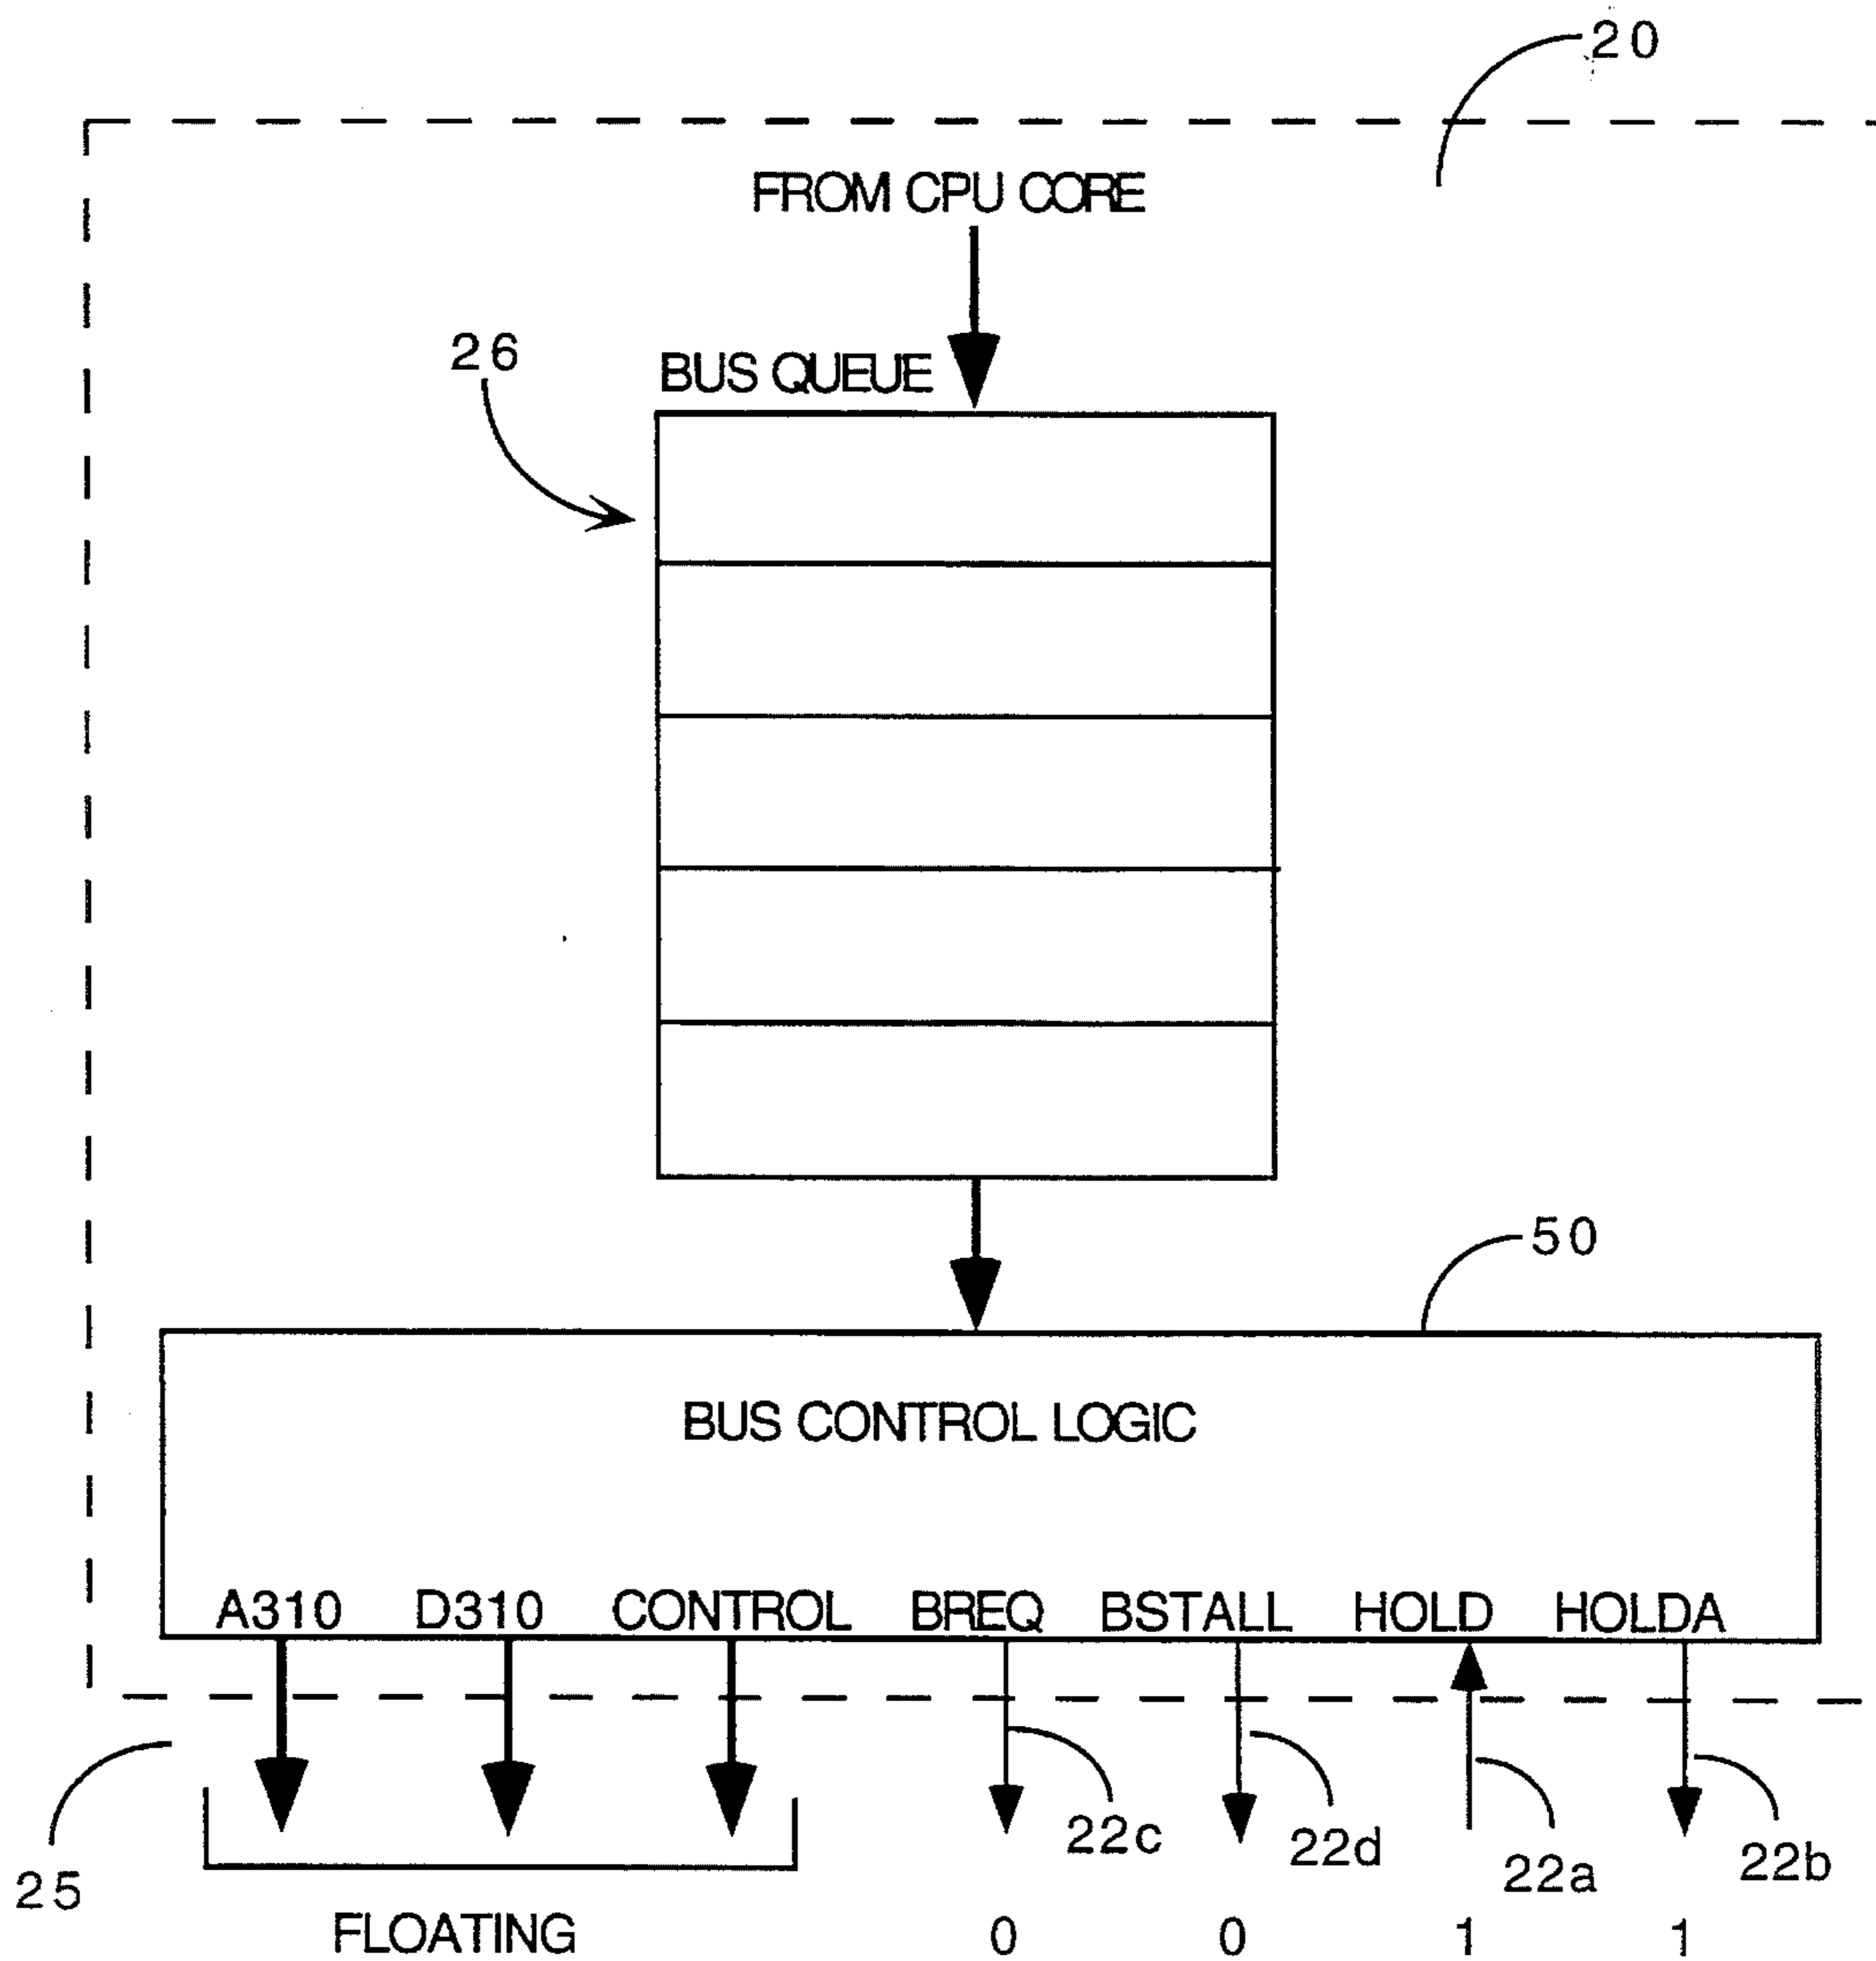 20
FROM CPU CORE
26
BUS QUEUE
50
BUS CONTROL LOGIC
A310 D310 CONTROL BREQ BSTALL HOLD HOLDA
25
22c
22d
22a
22b
FLOATING 0 0 1 1